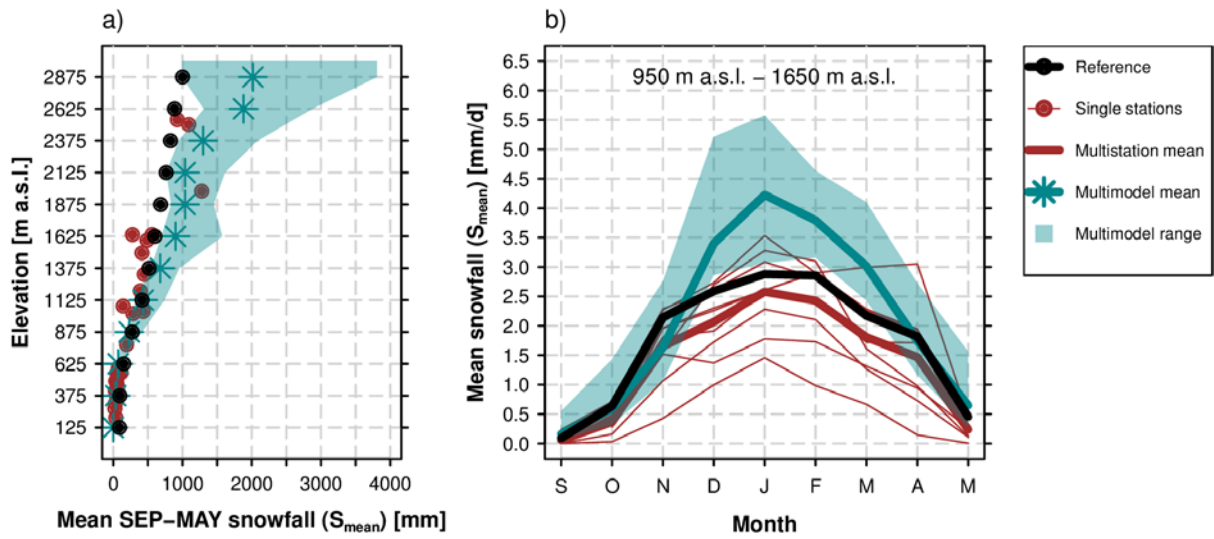 a)
Elevation [m a.s.l.]
2875
2625
2375
2125
1875
1625
1375
1125
875
625
375
125
0 1000 2000 3000 4000
Mean SEP−MAY snowfall (Smean) [mm]
b)
950 m a.s.l. − 1650 m a.s.l.
Mean snowfall (Smean) [mm/d]
6.5
6.0
5.5
5.0
4.5
4.0
3.5
3.0
2.5
2.0
1.5
1.0
0.5
0.0
S O N D J F M A M
Month
Reference
Single stations
Multistation mean
Multimodel mean
Multimodel range